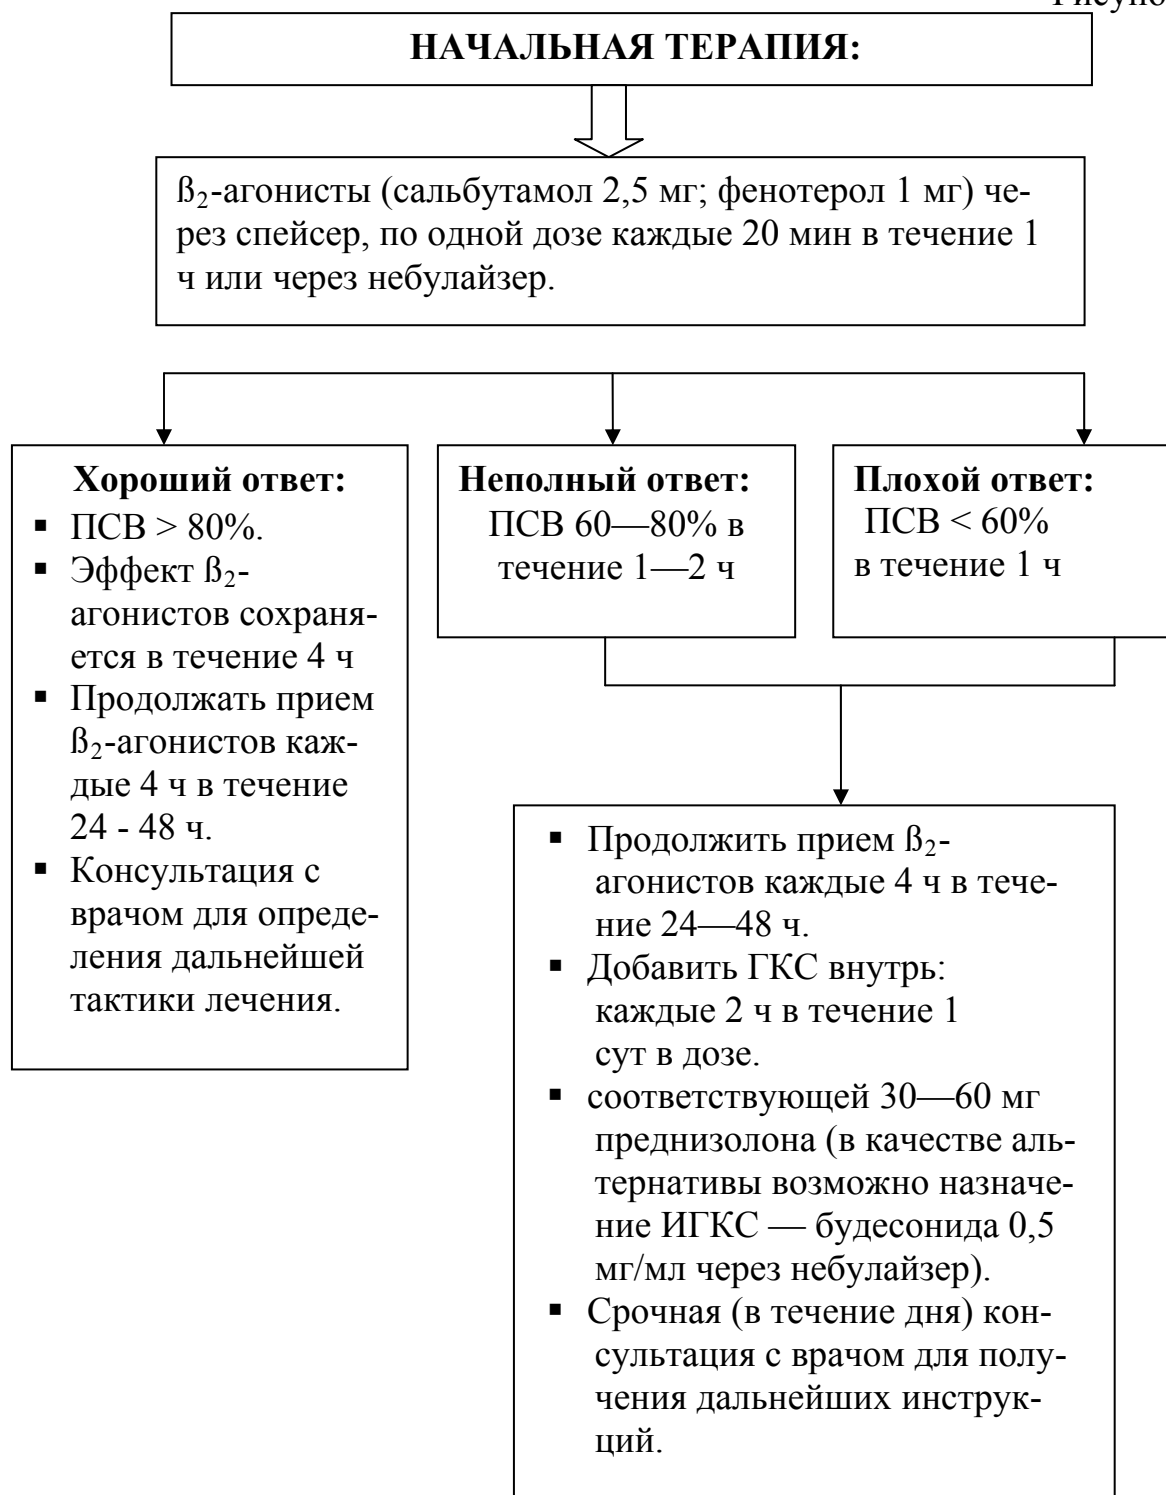 Рисуно
НАЧАЛЬНАЯ ТЕРАПИЯ:
ß₂-агонисты (сальбутамол 2,5 мг; фенотерол 1 мг) че-
рез спейсер, по одной дозе каждые 20 мин в течение 1
ч или через небулайзер.
Хороший ответ:
▪ ПСВ > 80%.
▪ Эффект ß₂-
агонистов сохраня-
ется в течение 4 ч
▪ Продолжать прием
ß₂-агонистов каж-
дые 4 ч в течение
24 - 48 ч.
▪ Консультация с
врачом для опреде-
ления дальнейшей
тактики лечения.
Неполный ответ:
ПСВ 60—80% в
течение 1—2 ч
Плохой ответ:
ПСВ < 60%
в течение 1 ч
▪ Продолжить прием ß₂-
агонистов каждые 4 ч в тече-
ние 24—48 ч.
▪ Добавить ГКС внутрь:
каждые 2 ч в течение 1
сут в дозе.
▪ соответствующей 30—60 мг
преднизолона (в качестве аль-
тернативы возможно назначе-
ние ИГКС — будесонида 0,5
мг/мл через небулайзер).
▪ Срочная (в течение дня) кон-
сультация с врачом для полу-
чения дальнейших инструк-
ций.